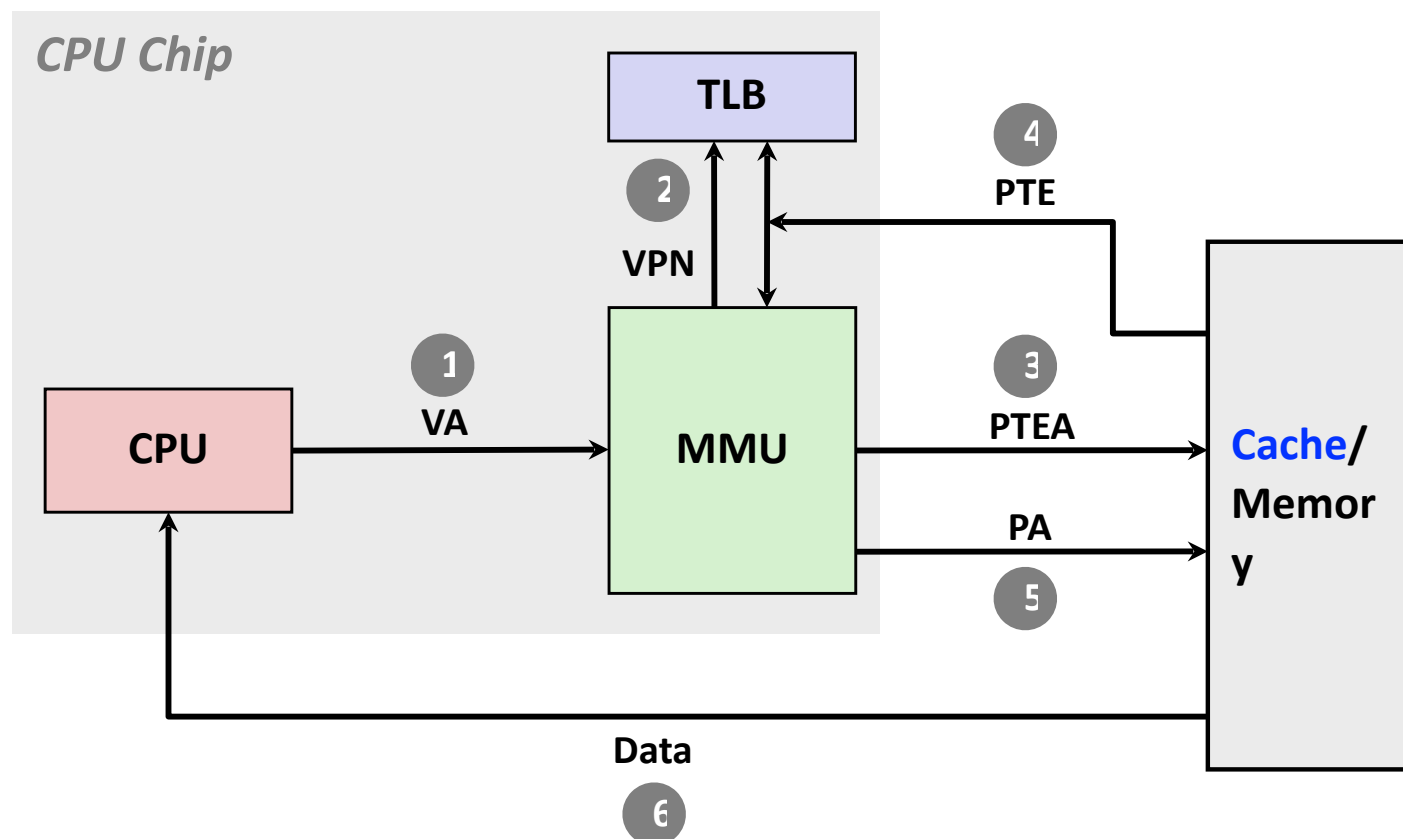 CPU Chip
TLB
4
PTE
2
VPN
1
VA
3
PTEA
CPU
MMU
Cache/
Memor
y
PA
5
Data
6